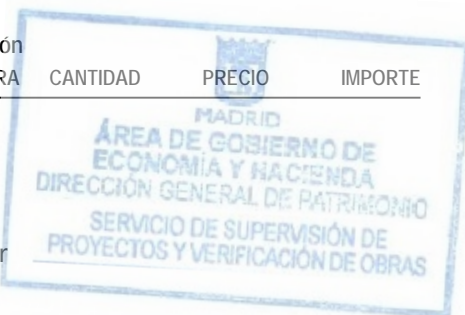 ón
RA CANTIDAD PRECIO IMPORTE
MADRID
ÁREA DE GOBIERNO DE
ECONOMÍA Y HACIENDA
DIRECCIÓN GENERAL DE PATRIMONIO
SERVICIO DE SUPERVISIÓN DE
PROYECTOS Y VERIFICACIÓN DE OBRAS
r